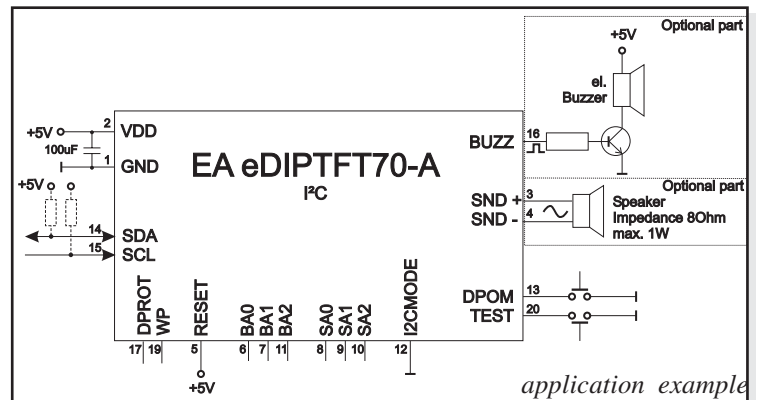 Optional part
+5V
el.
Buzzer
+5V
2
VDD
100uF
1
GND
EA eDIPTFT70-A
I²C
BUZZ
16
+5V
14
SDA
15
SCL
Optional part
SND +
3
SND -
4
Speaker
Impedance 8Ohm
max. 1W
DPOM
13
TEST
20
DPROT
WP
RESET
BA0
BA1
BA2
SA0
SA1
SA2
I2CMODE
17
19
5
6
7
11
8
9
10
12
+5V
application example